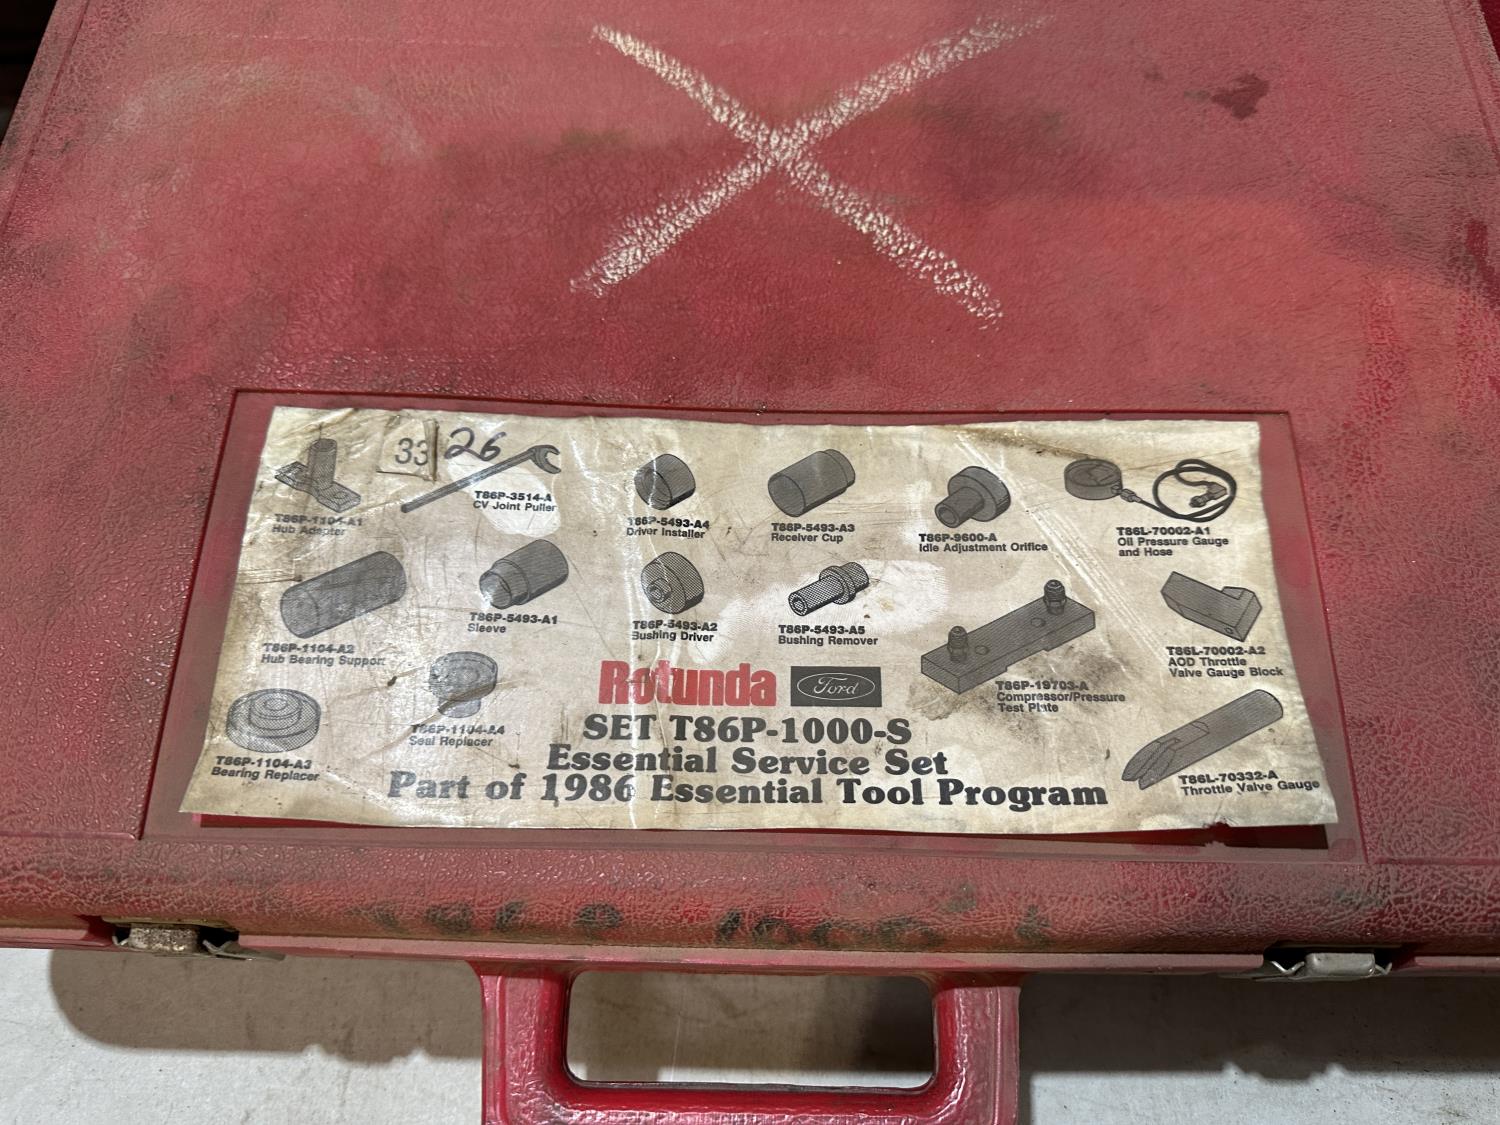 33 26
T86P-1104-A1
Hub Adapter
T86P-3514-A
CV Joint Puller
T86P-5493-A4
Driver Installer
T86P-5493-A3
Receiver Cup
T86P-9600-A
Idle Adjustment Orifice
T86L-70002-A1
Oil Pressure Gauge
and Hose
T86P-1104-A2
Hub Bearing Support
T86P-5493-A1
Sleeve
T86P-5493-A2
Bushing Driver
T86P-5493-A5
Bushing Remover
T86P-19703-A
Compressor/Pressure
Test Plate
T86L-70002-A2
AOD Throttle
Valve Gauge Block
T86P-1104-A3
Bearing Replacer
T86P-1104-A4
Seal Replacer
T86L-70332-A
Throttle Valve Gauge
Rotunda Ford
SET T86P-1000-S
Essential Service Set
Part of 1986 Essential Tool Program